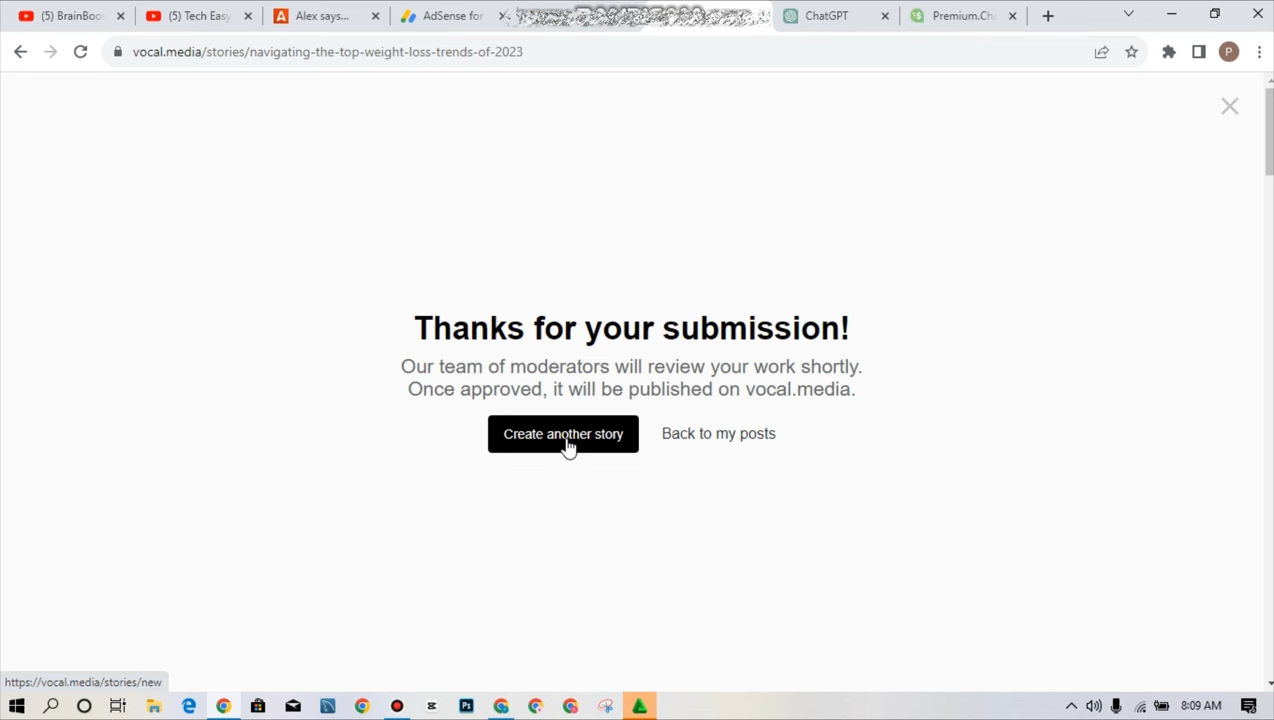 (5) BrainBoo
(5) Tech Easy
Alex says...
AdSense for
ChatGPT
Premium.Cha
vocal.media/stories/navigating-the-top-weight-loss-trends-of-2023
P
Thanks for your submission!
Our team of moderators will review your work shortly.
Once approved, it will be published on vocal.media.
Create another story
Back to my posts
https://vocal.media/stories/new
Ps
8:09 AM